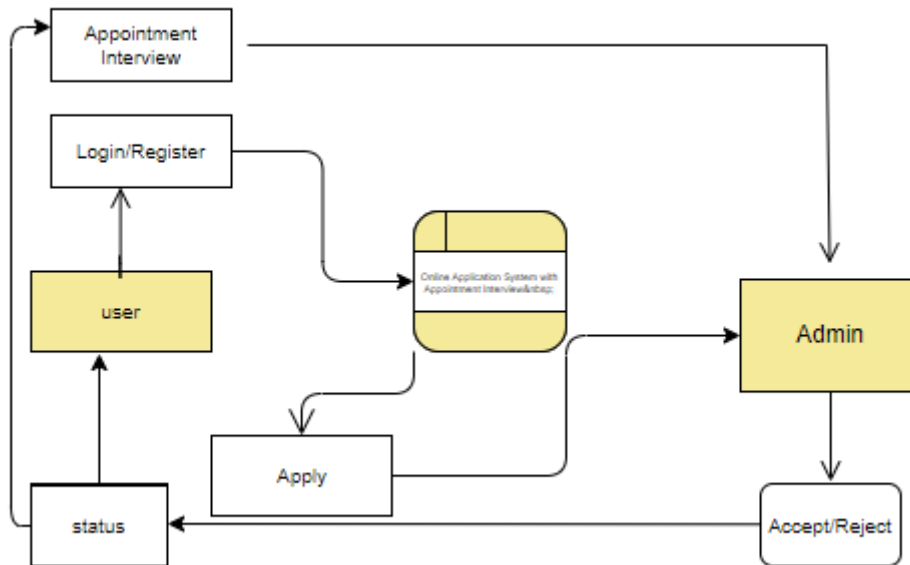 Appointment
Interview
Login/Register
Online Application System with
Appointment Interview&nbsp;
user
Admin
Apply
status
Accept/Reject